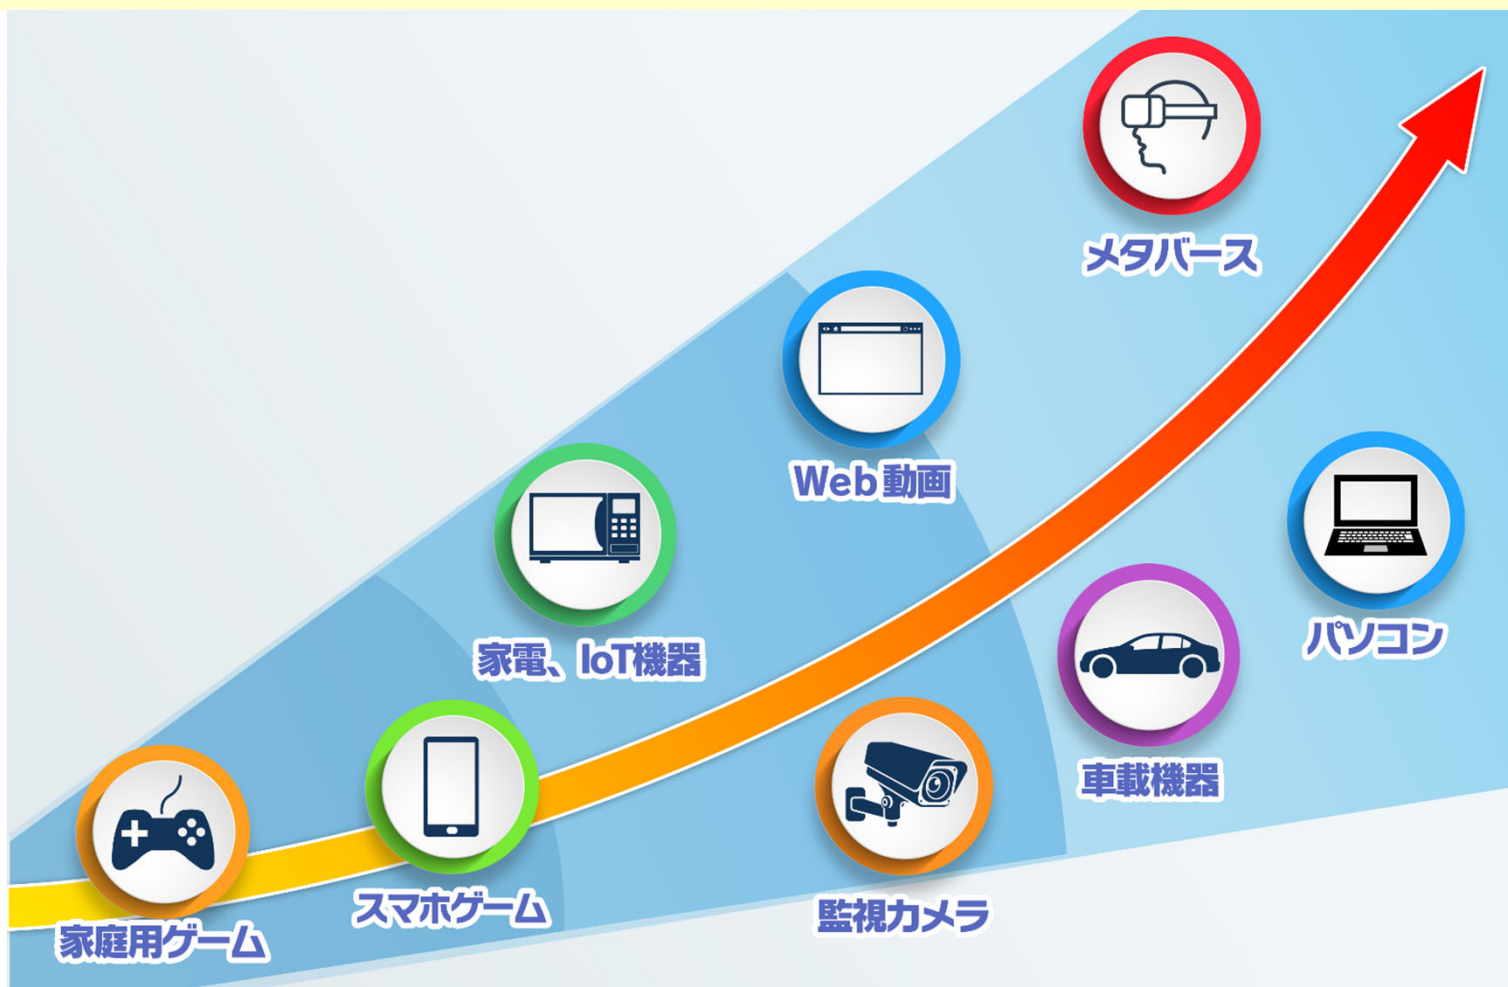 メタバース
Web動画
家電、IoT機器
パソコン
車載機器
スマホゲーム
監視カメラ
家庭用ゲーム